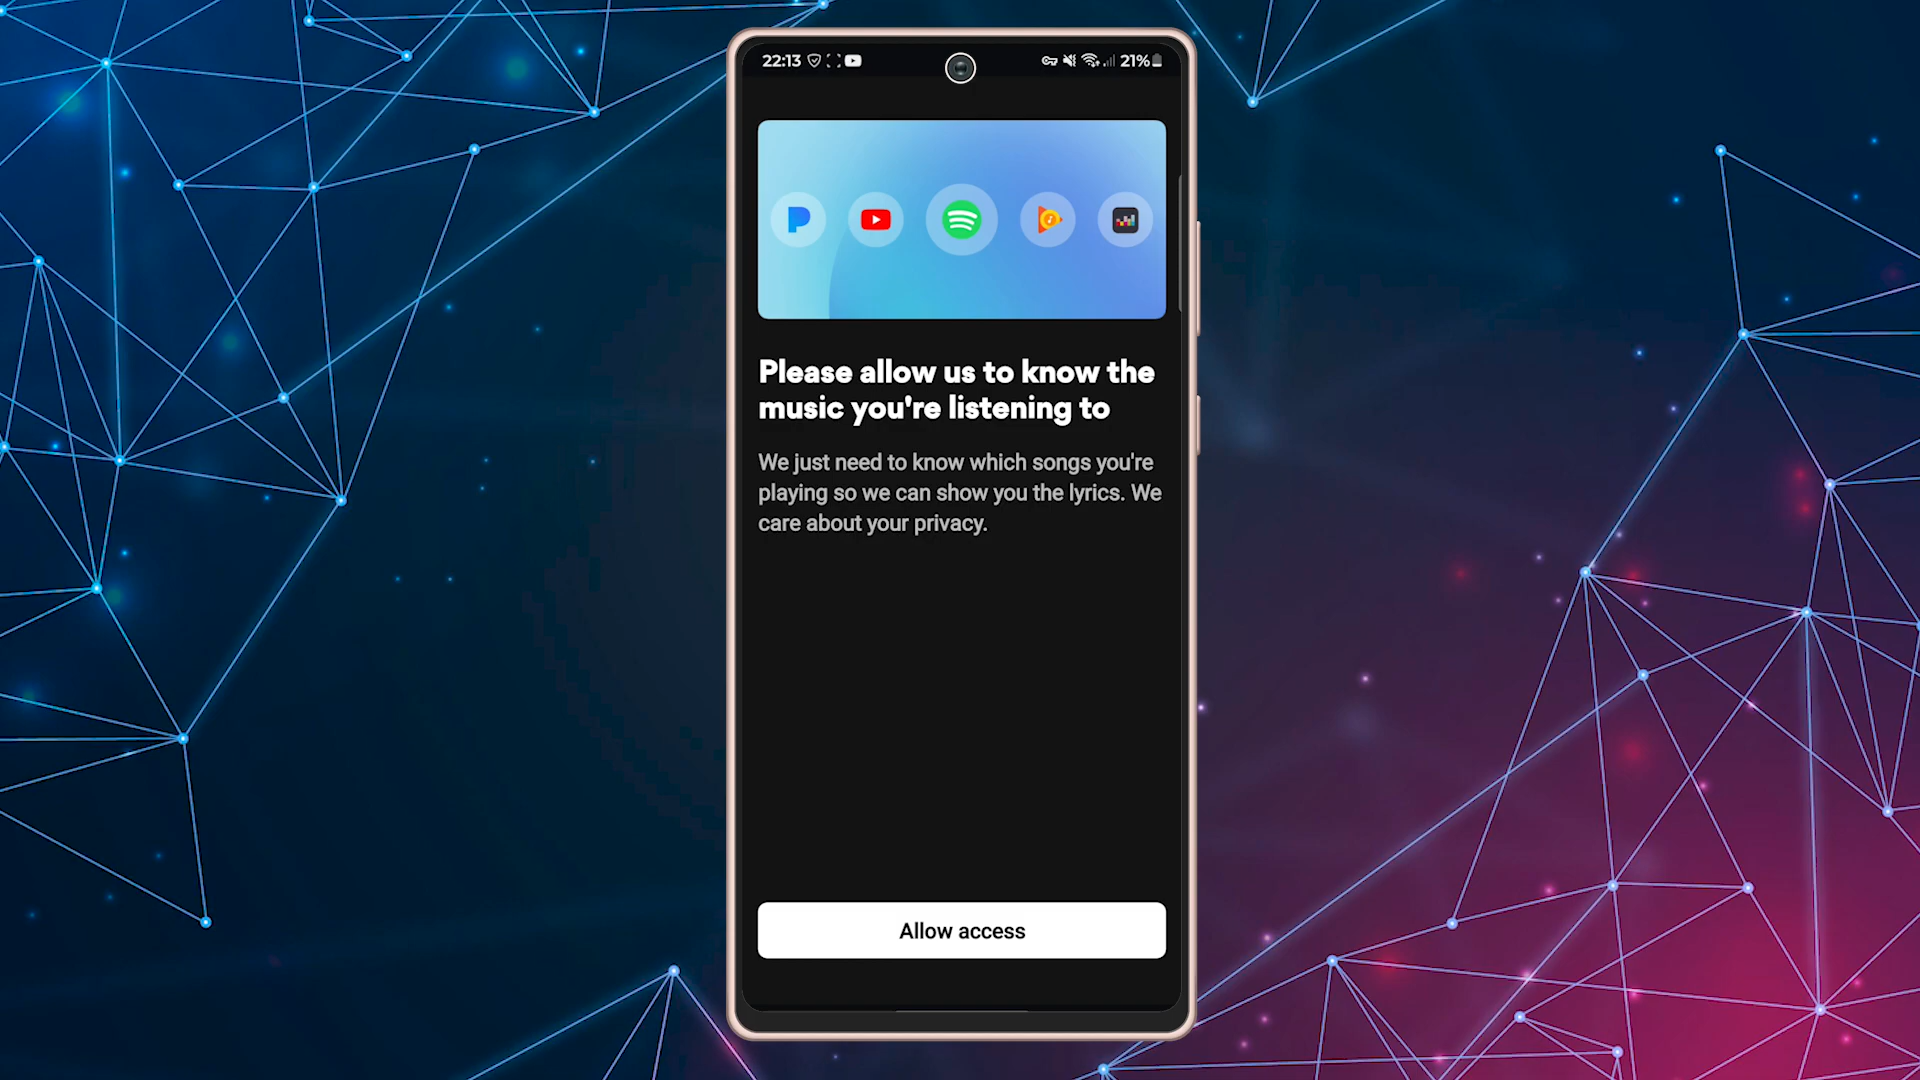 22:13 21%
Please allow us to know the
music you're listening to
We just need to know which songs you're
playing so we can show you the lyrics. We
care about your privacy.
Allow access